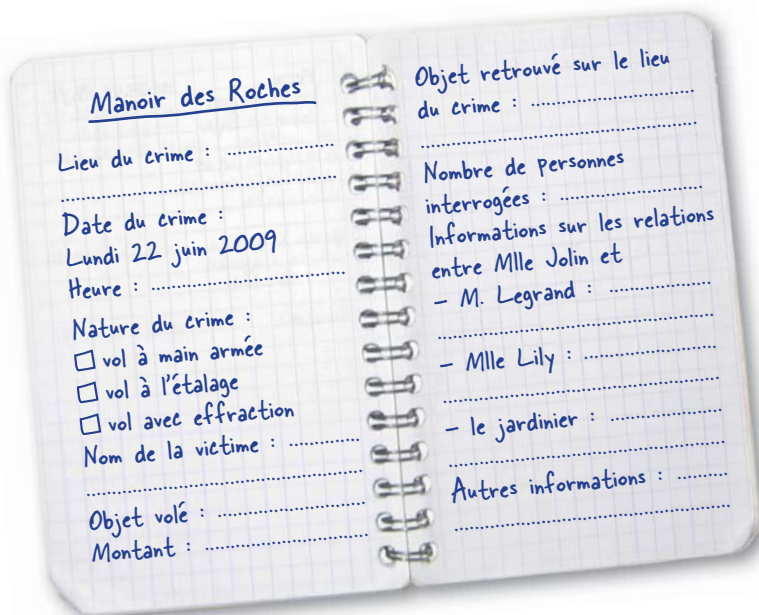 Manoir des Roches
Lieu du crime : ....................
..................................................
Date du crime :
Lundi 22 juin 2009
Heure : ....................................
Nature du crime :
☐ vol à main armée
☐ vol à l'étalage
☐ vol avec effraction
Nom de la victime : .............
..................................................
Objet volé : ...........................
Montant : ..............................
Objet retrouvé sur le lieu
du crime : ..............................
..................................................
Nombre de personnes
interrogées : ..........................
Informations sur les relations
entre Mlle Jolin et
– M. Legrand : .......................
..................................................
– Mlle Lily : .........................
..................................................
– le jardinier : .......................
..................................................
Autres informations : .........
..................................................